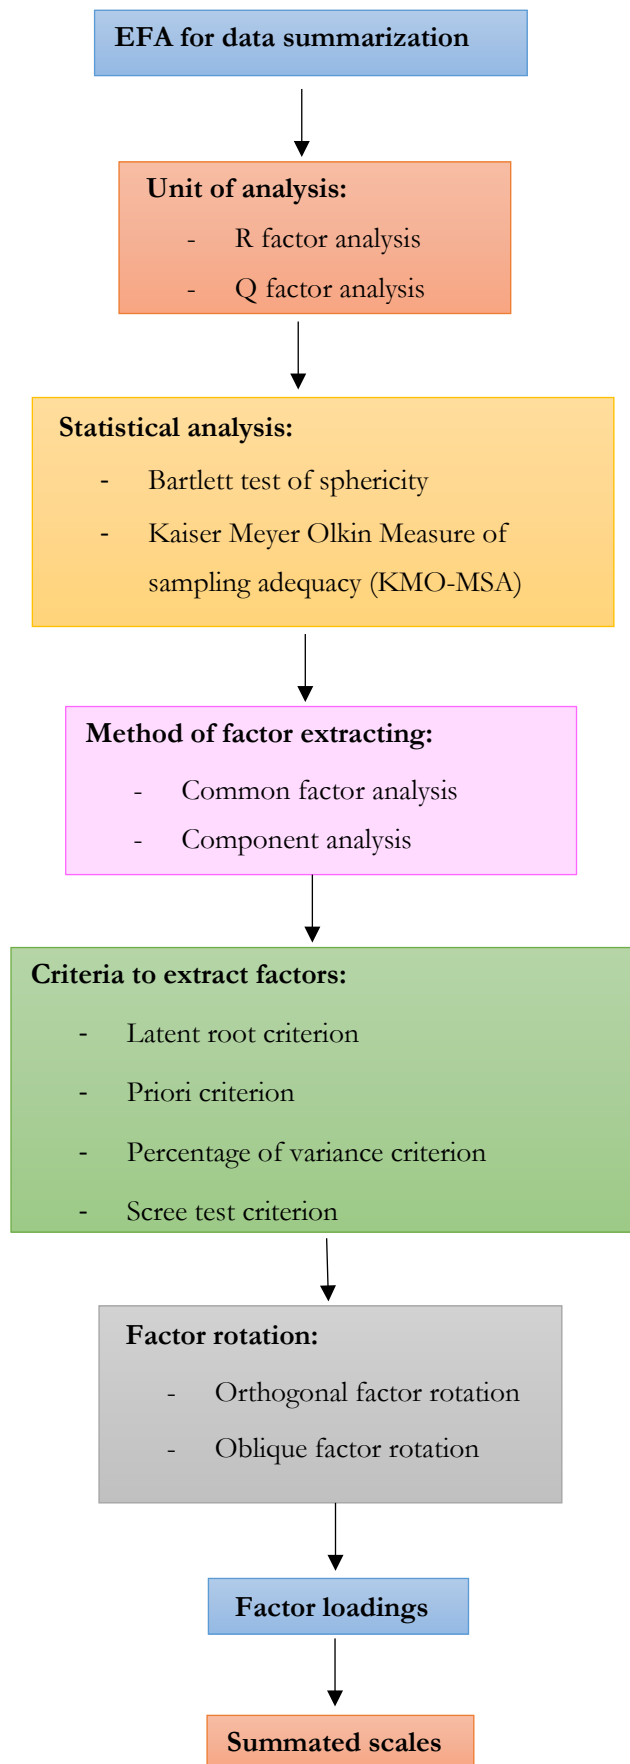 EFA for data summarization
Unit of analysis:
- R factor analysis
- Q factor analysis
Statistical analysis:
- Bartlett test of sphericity
- Kaiser Meyer Olkin Measure of
sampling adequacy (KMO-MSA)
Method of factor extracting:
- Common factor analysis
- Component analysis
Criteria to extract factors:
- Latent root criterion
- Priori criterion
- Percentage of variance criterion
- Scree test criterion
Factor rotation:
- Orthogonal factor rotation
- Oblique factor rotation
Factor loadings
Summated scales